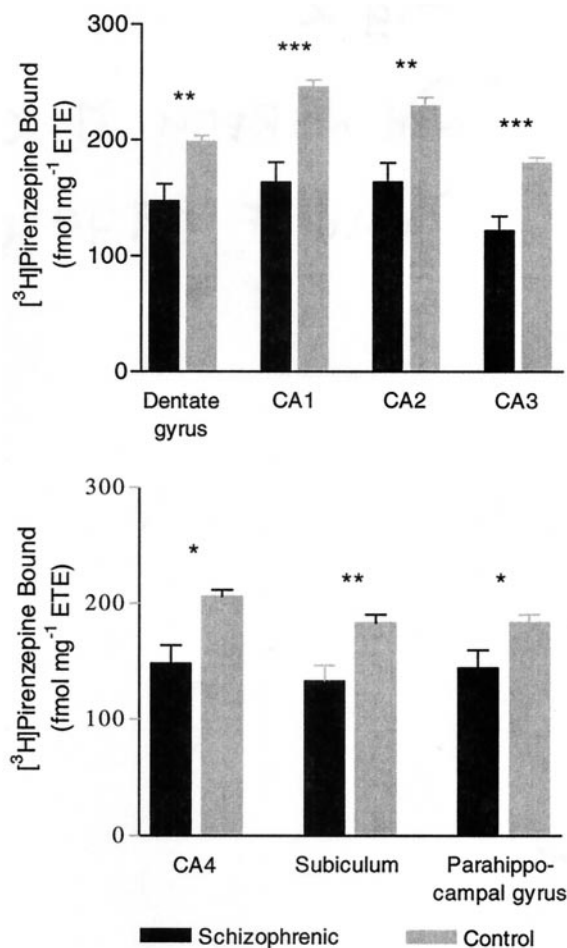 [³H]Pirenzepine Bound
(fmol mg⁻¹ ETE)
300
200
100
0
**
***
**
***
Dentate
gyrus
CA1
CA2
CA3
[³H]Pirenzepine Bound
(fmol mg⁻¹ ETE)
300
200
100
0
*
**
*
CA4
Subiculum
Parahippo-
campal gyrus
Schizophrenic
Control